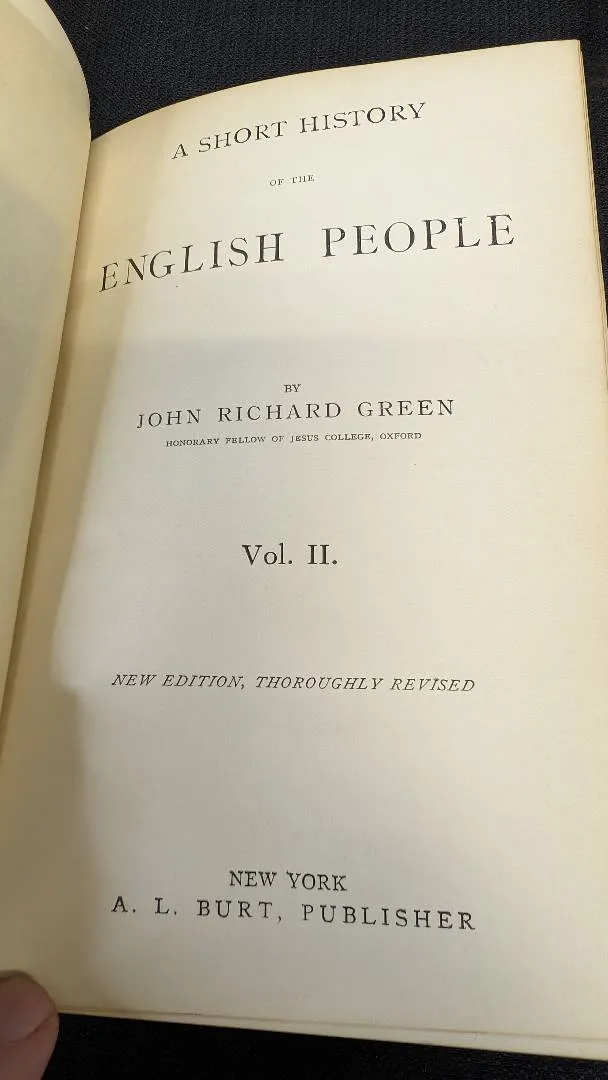 A SHORT HISTORY
OF THE
ENGLISH PEOPLE
BY
JOHN RICHARD GREEN
HONORARY FELLOW OF JESUS COLLEGE, OXFORD
Vol. II.
NEW EDITION, THOROUGHLY REVISED
NEW YORK
A. L. BURT, PUBLISHER